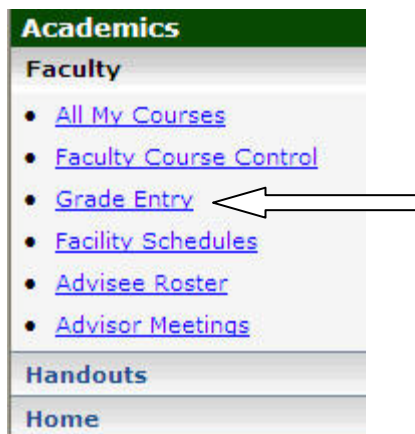 Academics
Faculty
All My Courses
Faculty Course Control
Grade Entry
Facility Schedules
Advisee Roster
Advisor Meetings
Handouts
Home